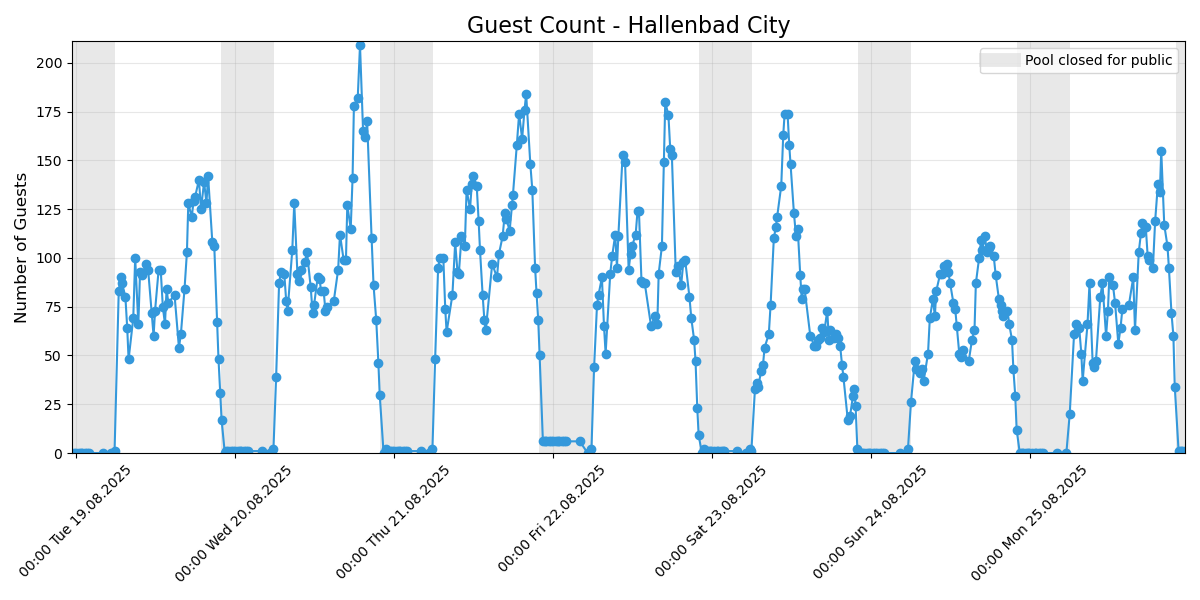 Guest Count - Hallenbad City
Pool closed for public
Number of Guests
200
175
150
125
100
75
50
25
0
00:00 Tue 19.08.2025
00:00 Wed 20.08.2025
00:00 Thu 21.08.2025
00:00 Fri 22.08.2025
00:00 Sat 23.08.2025
00:00 Sun 24.08.2025
00:00 Mon 25.08.2025